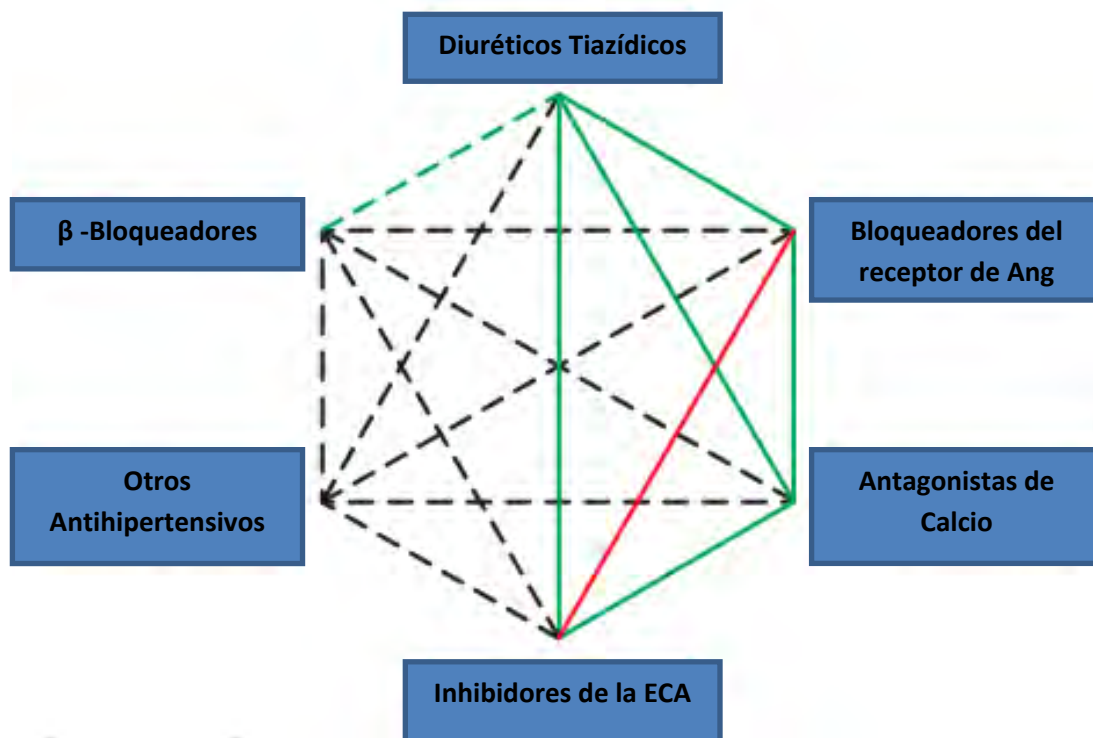 Diuréticos Tiazídicos
β -Bloqueadores
Bloqueadores del
receptor de Ang
Otros
Antihipertensivos
Antagonistas de
Calcio
Inhibidores de la ECA